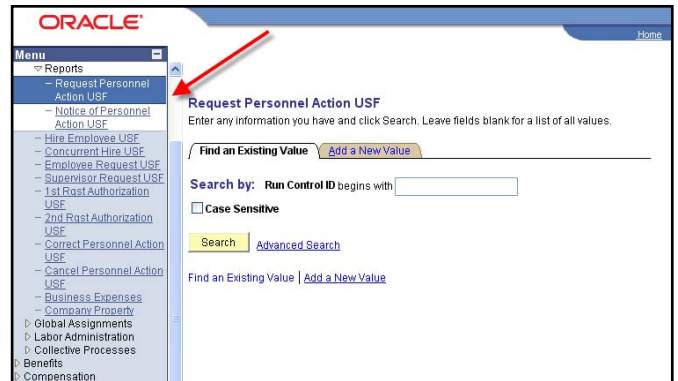 ORACLE
Home
Menu
Reports
– Request Personnel
Action USF
– Notice of Personnel
Action USF
– Hire Employee USF
– Concurrent Hire USF
– Employee Request USF
– Supervisor Request USF
– 1st Rqst Authorization
USF
– 2nd Rqst Authorization
USF
– Correct Personnel Action
USF
– Cancel Personnel Action
USF
– Business Expenses
– Company Property
Global Assignments
Labor Administration
Collective Processes
Benefits
Compensation
Request Personnel Action USF
Enter any information you have and click Search. Leave fields blank for a list of all values.
Find an Existing Value Add a New Value
Search by: Run Control ID begins with
Case Sensitive
Search Advanced Search
Find an Existing Value | Add a New Value